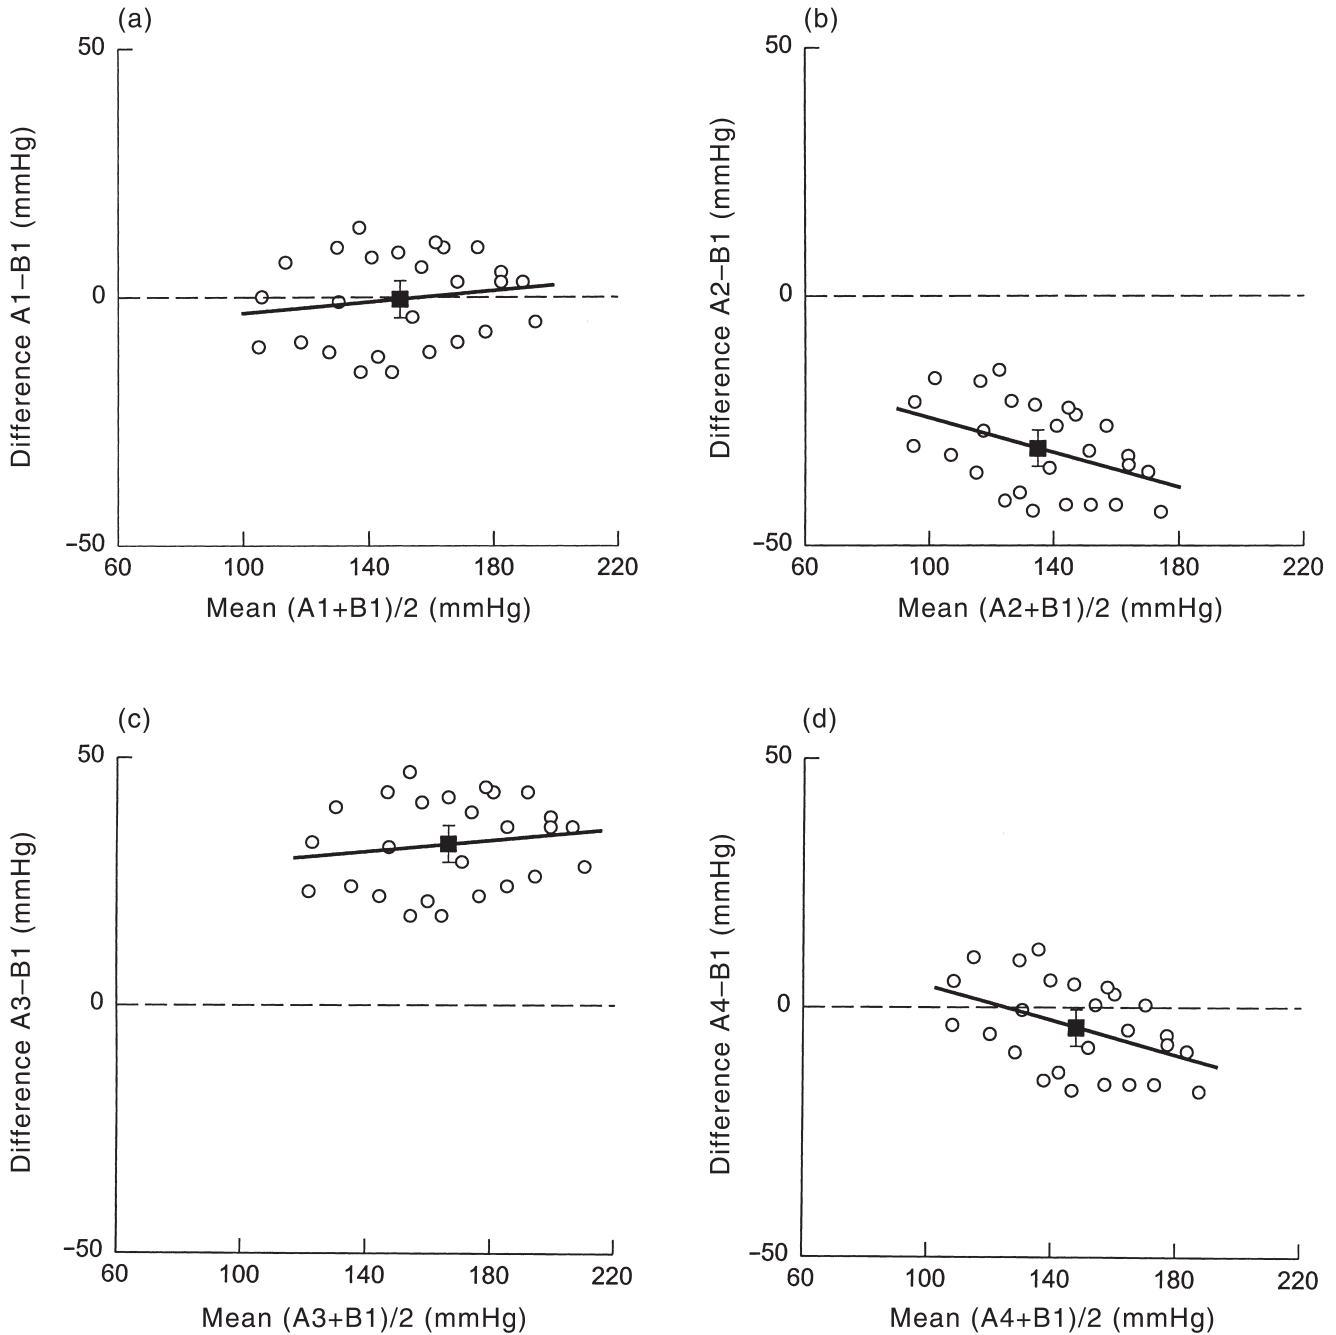 (a)
50
0
−50
60 100 140 180 220
Mean (A1+B1)/2 (mmHg)
Difference A1−B1 (mmHg)
(b)
50
0
−50
60 100 140 180 220
Mean (A2+B1)/2 (mmHg)
Difference A2−B1 (mmHg)
(c)
50
0
−50
60 100 140 180 220
Mean (A3+B1)/2 (mmHg)
Difference A3−B1 (mmHg)
(d)
50
0
−50
60 100 140 180 220
Mean (A4+B1)/2 (mmHg)
Difference A4−B1 (mmHg)